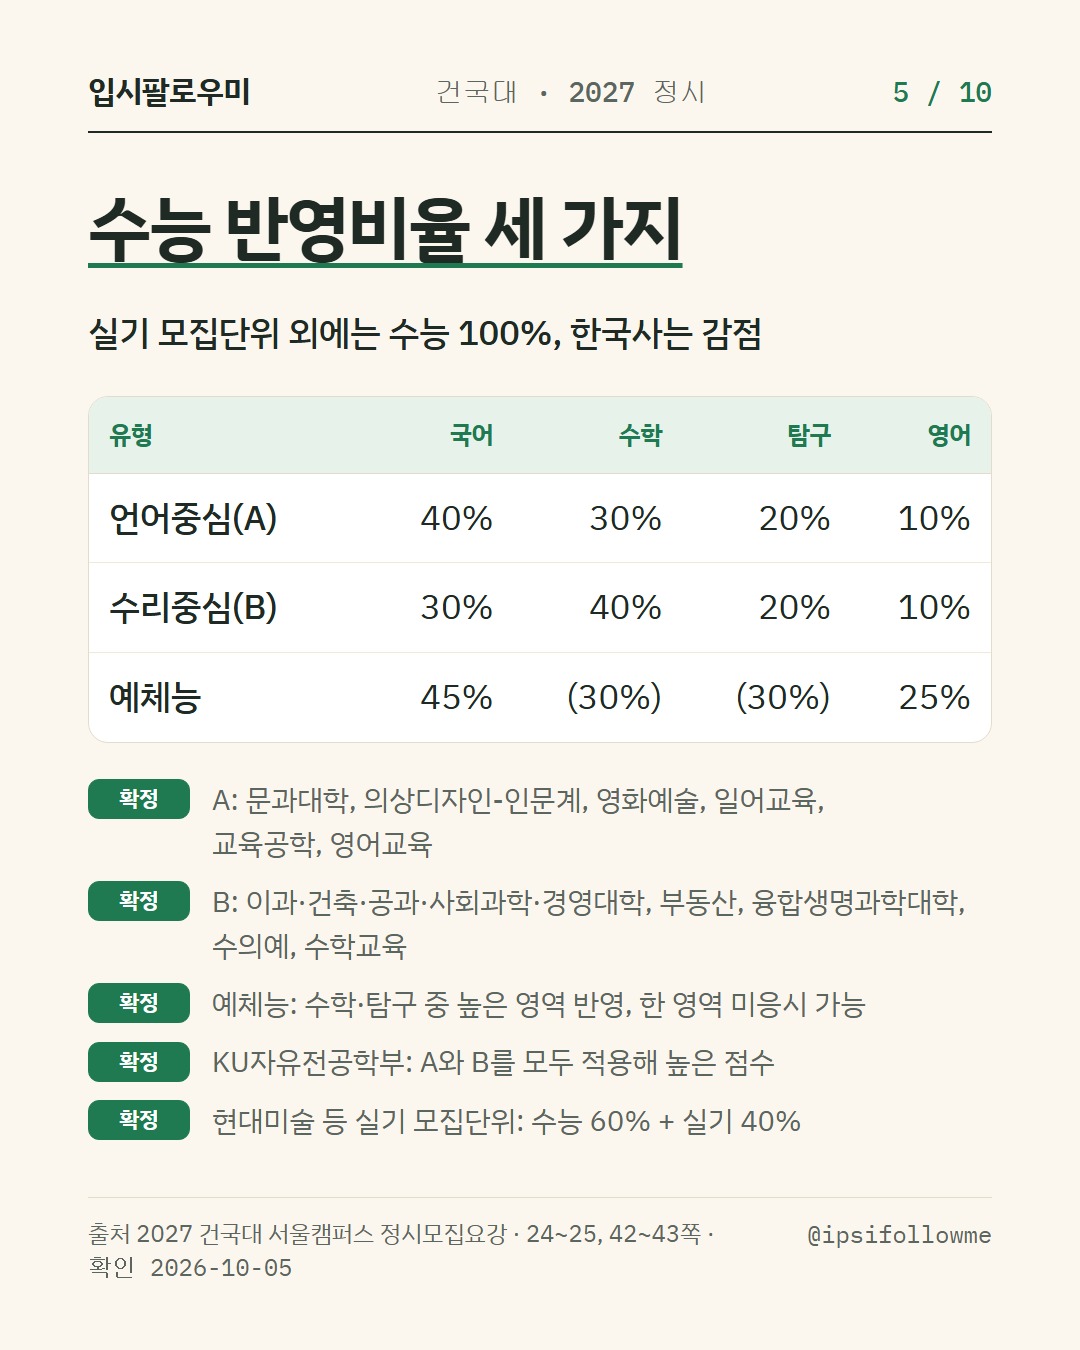 입시팔로우미
건국대 · 2027 정시
5 / 10
수능 반영비율 세 가지
실기 모집단위 외에는 수능 100%, 한국사는 감점
유형 국어 수학 탐구 영어
언어중심(A) 40% 30% 20% 10%
수리중심(B) 30% 40% 20% 10%
예체능 45% (30%) (30%) 25%
확정 A: 문과대학, 의상디자인-인문계, 영화예술, 일어교육,
교육공학, 영어교육
확정 B: 이과·건축·공과·사회과학·경영대학, 부동산, 융합생명과학대학,
수의예, 수학교육
확정 예체능: 수학·탐구 중 높은 영역 반영, 한 영역 미응시 가능
확정 KU자유전공학부: A와 B를 모두 적용해 높은 점수
확정 현대미술 등 실기 모집단위: 수능 60% + 실기 40%
출처 2027 건국대 서울캠퍼스 정시모집요강 · 24~25, 42~43쪽 ·
확인 2026-10-05
@ipsifollowme